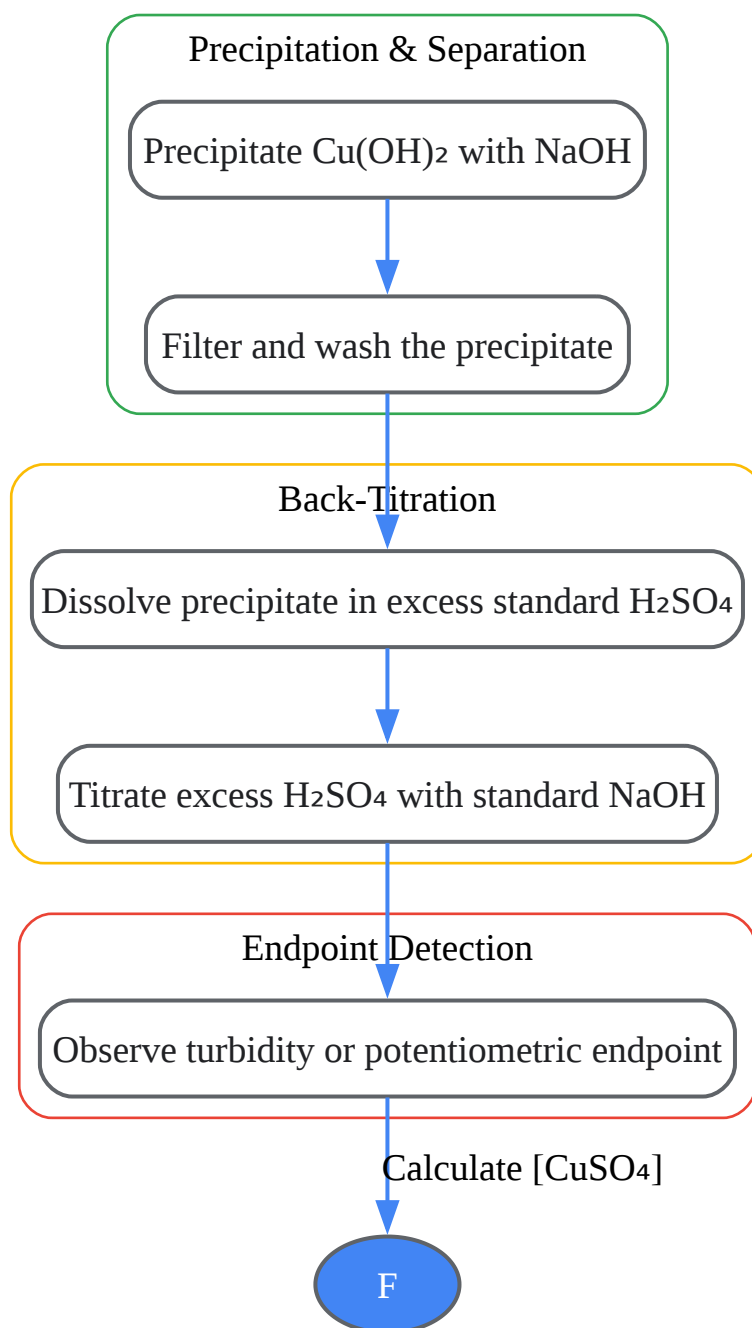 Precipitation & Separation
Precipitate Cu(OH)₂ with NaOH
Filter and wash the precipitate
Back-Titration
Dissolve precipitate in excess standard H₂SO₄
Titrate excess H₂SO₄ with standard NaOH
Endpoint Detection
Observe turbidity or potentiometric endpoint
Calculate [CuSO₄]
F